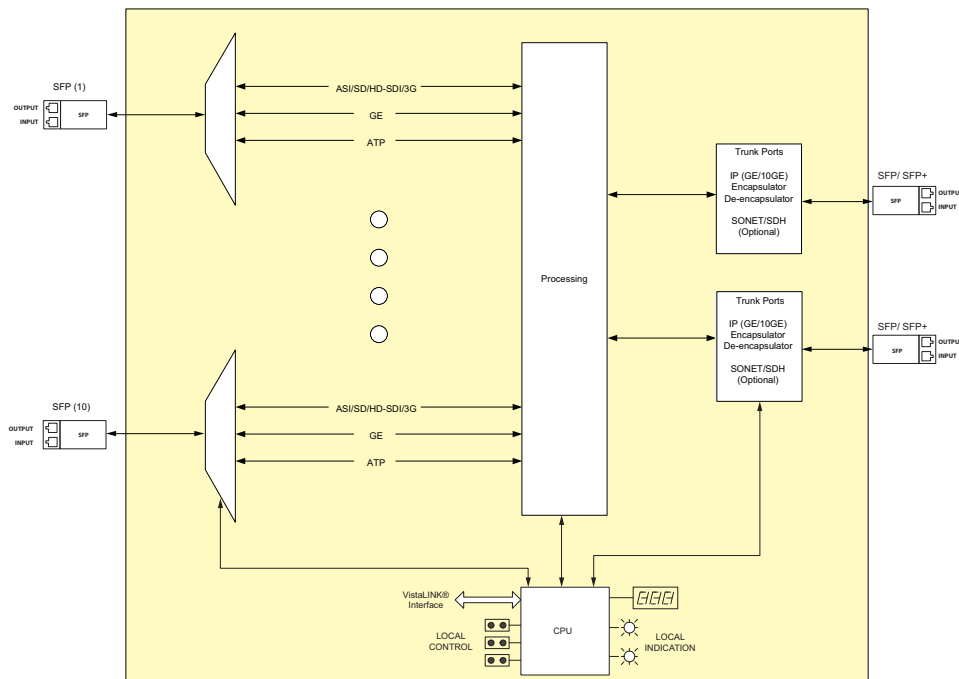 SFP (1)
OUTPUT
INPUT
SFP
ASI/SD/HD-SDI/3G
GE
ATP
Processing
Trunk Ports
IP (GE/10GE)
Encapsulator
De-encapsulator
SONET/SDH
(Optional)
SFP/ SFP+
SFP
OUTPUT
INPUT
Trunk Ports
IP (GE/10GE)
Encapsulator
De-encapsulator
SONET/SDH
(Optional)
SFP/ SFP+
SFP
OUTPUT
INPUT
SFP (10)
OUTPUT
INPUT
SFP
ASI/SD/HD-SDI/3G
GE
ATP
VistaLINK®
Interface
LOCAL
CONTROL
CPU
LOCAL
INDICATION